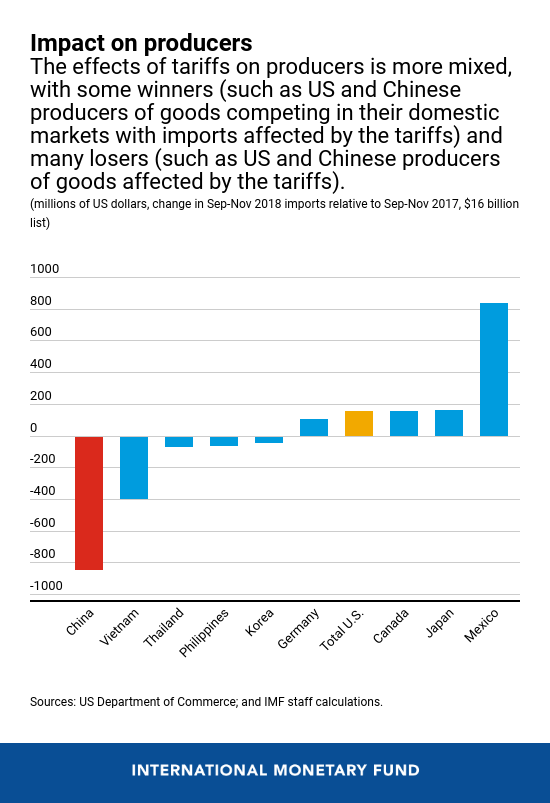 Impact on producers
The effects of tariffs on producers is more mixed,
with some winners (such as US and Chinese
producers of goods competing in their domestic
markets with imports affected by the tariffs) and
many losers (such as US and Chinese producers
of goods affected by the tariffs).
(millions of US dollars, change in Sep-Nov 2018 imports relative to Sep-Nov 2017, $16 billion
list)
1000
800
600
400
200
0
-200
-400
-600
-800
-1000
China
Vietnam
Thailand
Philippines
Korea
Germany
Total U.S.
Canada
Japan
Mexico
Sources: US Department of Commerce; and IMF staff calculations.
INTERNATIONAL MONETARY FUND